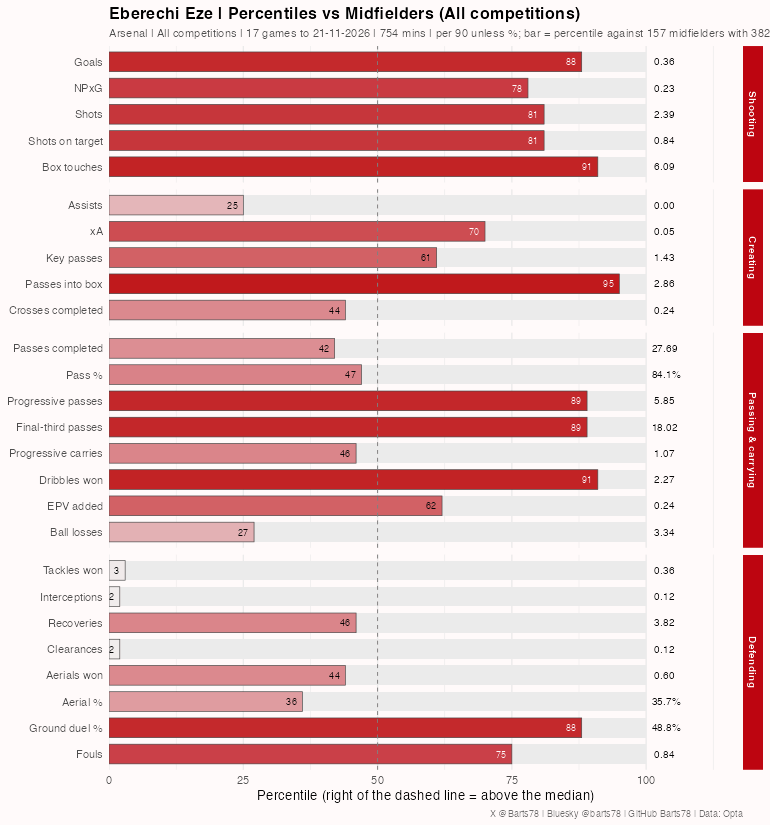 Eberechi Eze | Percentiles vs Midfielders (All competitions)
Arsenal | All competitions | 17 games to 21-11-2026 | 754 mins | per 90 unless %; bar = percentile against 157 midfielders with 382
Goals 88 0.36
NPxG 78 0.23
Shots 81 2.39
Shots on target 81 0.84
Box touches 91 6.09
Shooting
Assists 25 0.00
xA 70 0.05
Key passes 61 1.43
Passes into box 95 2.86
Crosses completed 44 0.24
Creating
Passes completed 42 27.69
Pass % 47 84.1%
Progressive passes 89 5.85
Final-third passes 89 18.02
Progressive carries 46 1.07
Dribbles won 91 2.27
EPV added 62 0.24
Ball losses 27 3.34
Passing & carrying
Tackles won 3 0.36
Interceptions 2 0.12
Recoveries 46 3.82
Clearances 2 0.12
Aerials won 44 0.60
Aerial % 36 35.7%
Ground duel % 88 48.8%
Fouls 75 0.84
Defending
0 25 50 75 100
Percentile (right of the dashed line = above the median)
X @Barts78 | Bluesky @barts78 | GitHub Barts78 | Data: Opta